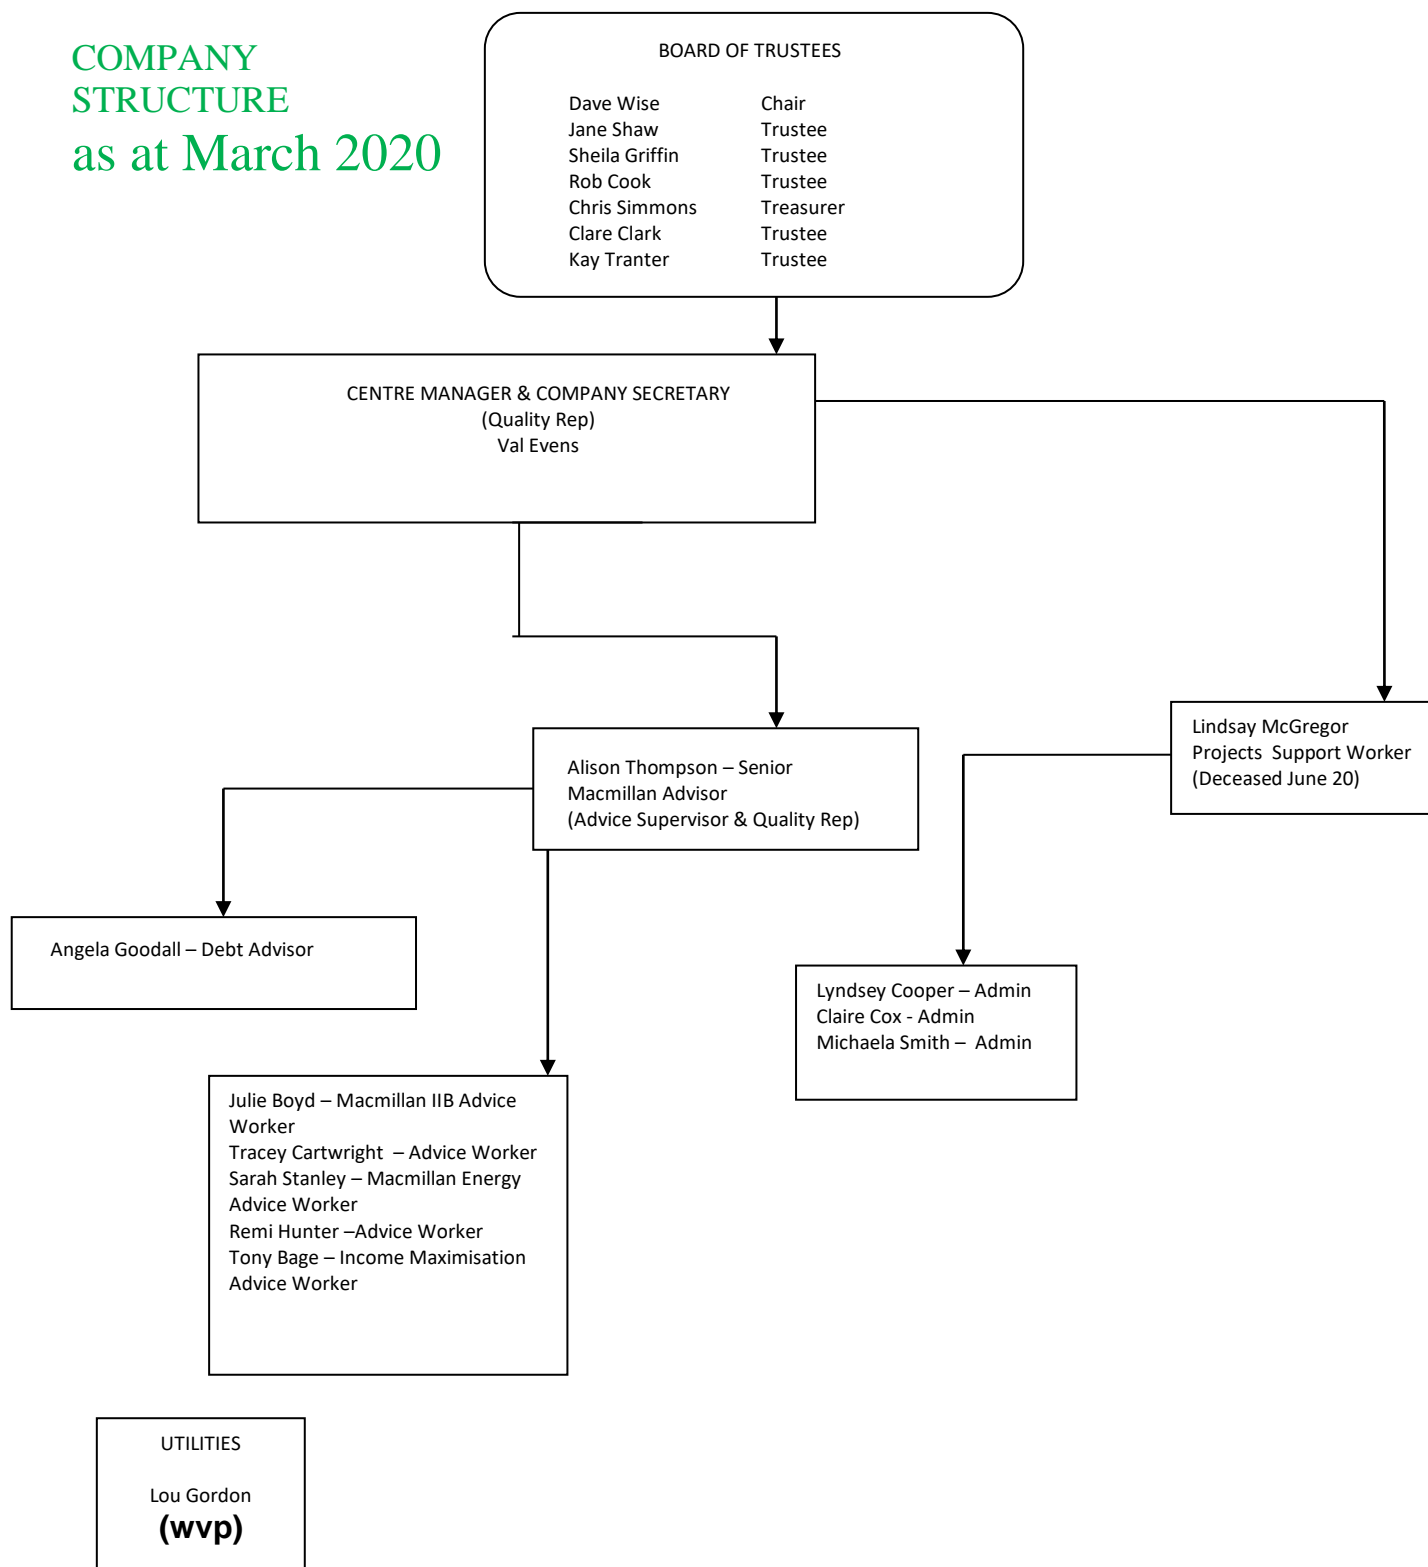 COMPANY
STRUCTURE
as at March 2020
BOARD OF TRUSTEES
Dave Wise Chair
Jane Shaw Trustee
Sheila Griffin Trustee
Rob Cook Trustee
Chris Simmons Treasurer
Clare Clark Trustee
Kay Tranter Trustee
CENTRE MANAGER & COMPANY SECRETARY
(Quality Rep)
Val Evens
Lindsay McGregor
Projects Support Worker
(Deceased June 20)
Alison Thompson – Senior
Macmillan Advisor
(Advice Supervisor & Quality Rep)
Angela Goodall – Debt Advisor
Lyndsey Cooper – Admin
Claire Cox - Admin
Michaela Smith – Admin
Julie Boyd – Macmillan IIB Advice
Worker
Tracey Cartwright – Advice Worker
Sarah Stanley – Macmillan Energy
Advice Worker
Remi Hunter –Advice Worker
Tony Bage – Income Maximisation
Advice Worker
UTILITIES
Lou Gordon
(wvp)